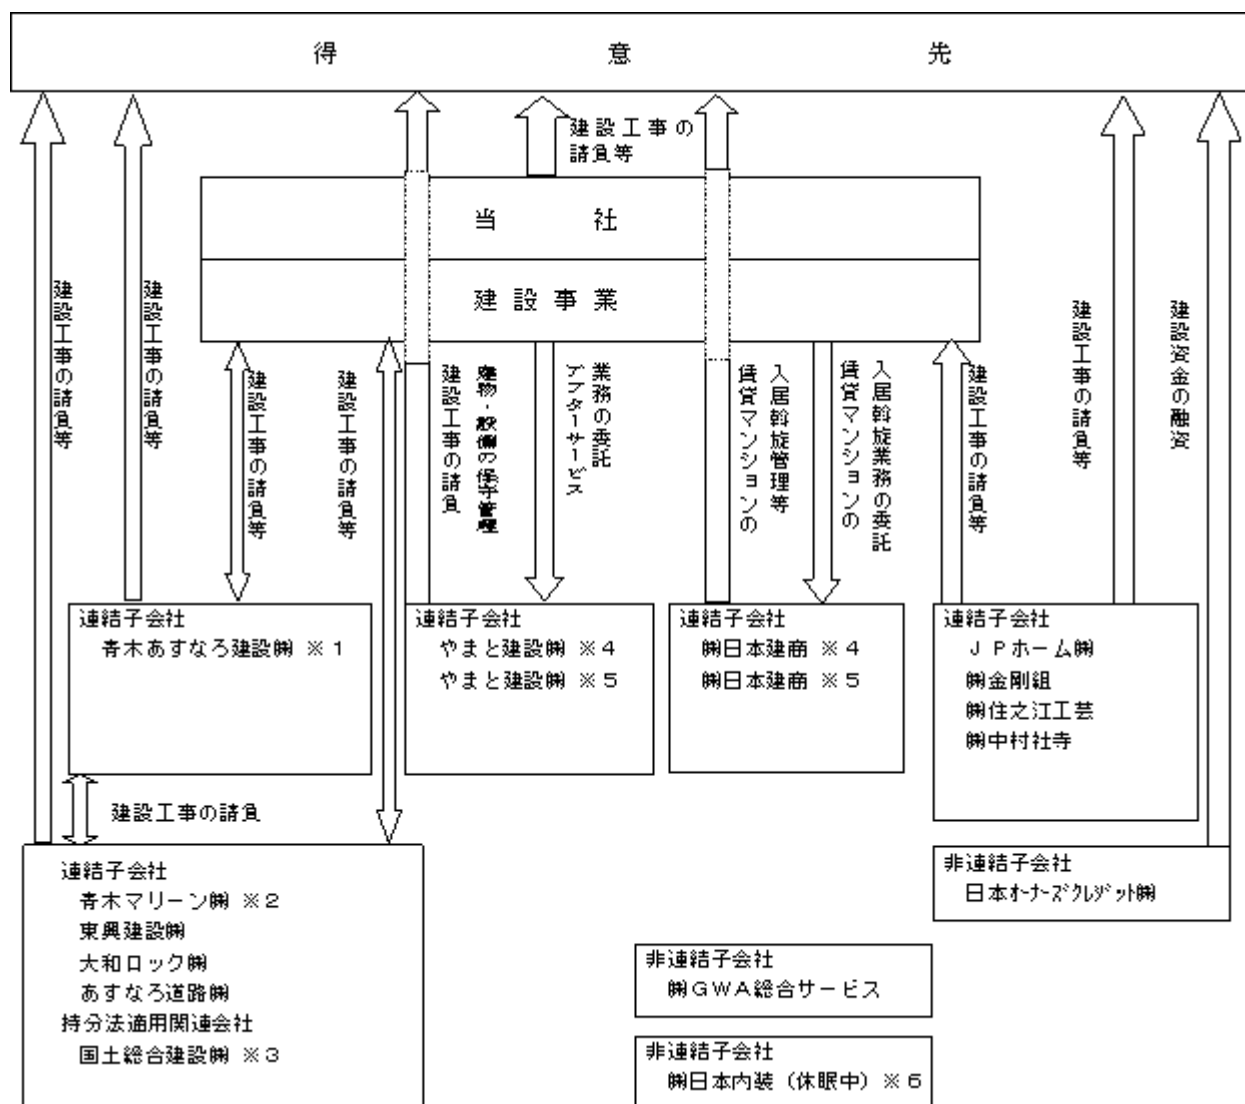 得意先
建設工事の
請負等
当社
建設事業
建設工事の請負等
建設工事の請負等
建設工事の請負等
建設工事の請負等
建物・設備の保守管理
建設工事の請負
業務の委託
アフターサービス
入居斡旋管理等
賃貸マンションの
入居斡旋業務の委託
賃貸マンションの
建設工事の請負等
建設工事の請負等
建設資金の融資
連結子会社
青木あすなろ建設㈱ ※1
連結子会社
やまと建設㈱ ※4
やまと建設㈱ ※5
連結子会社
㈱日本建商 ※4
㈱日本建商 ※5
連結子会社
JPホーム㈱
㈱金剛組
㈱住之江工芸
㈱中村社寺
建設工事の請負
連結子会社
青木マリーン㈱ ※2
東興建設㈱
大和ロック㈱
あすなろ道路㈱
持分法適用関連会社
国土総合建設㈱ ※3
非連結子会社
日本ｵｰﾅｰｽﾞｸﾚｼﾞｯﾄ㈱
非連結子会社
㈱GWA総合サービス
非連結子会社
㈱日本内装（休眠中）※6